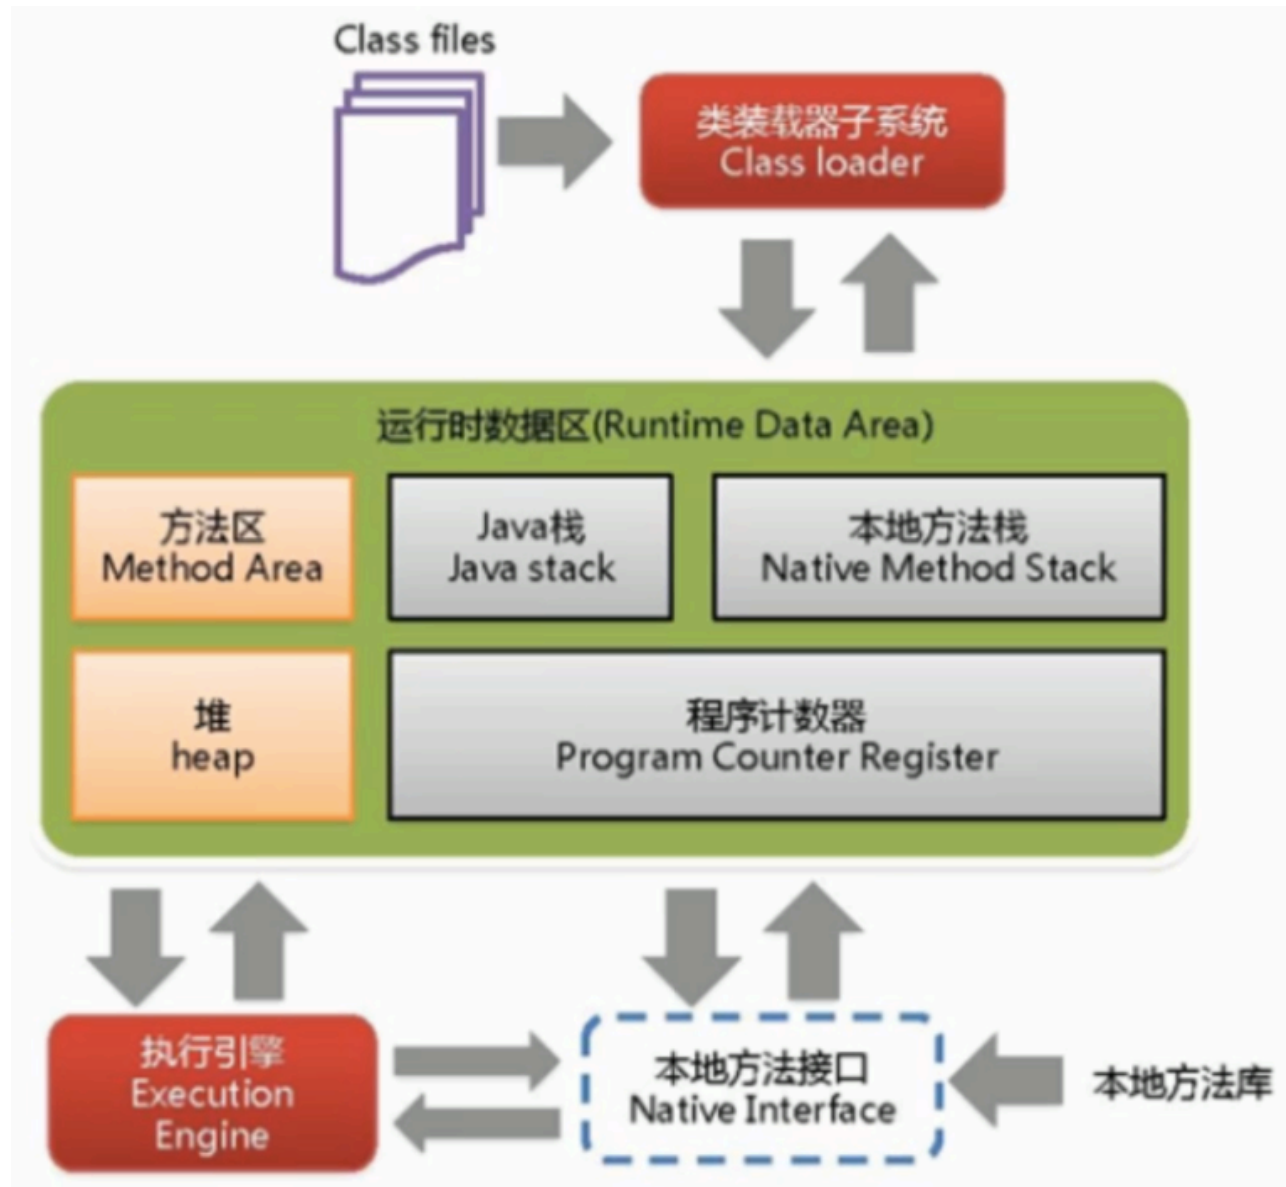 Class files
类装载器子系统
Class loader
运行时数据区(Runtime Data Area)
方法区
Method Area
Java栈
Java stack
本地方法栈
Native Method Stack
堆
heap
程序计数器
Program Counter Register
执行引擎
Execution
Engine
本地方法接口
Native Interface
本地方法库